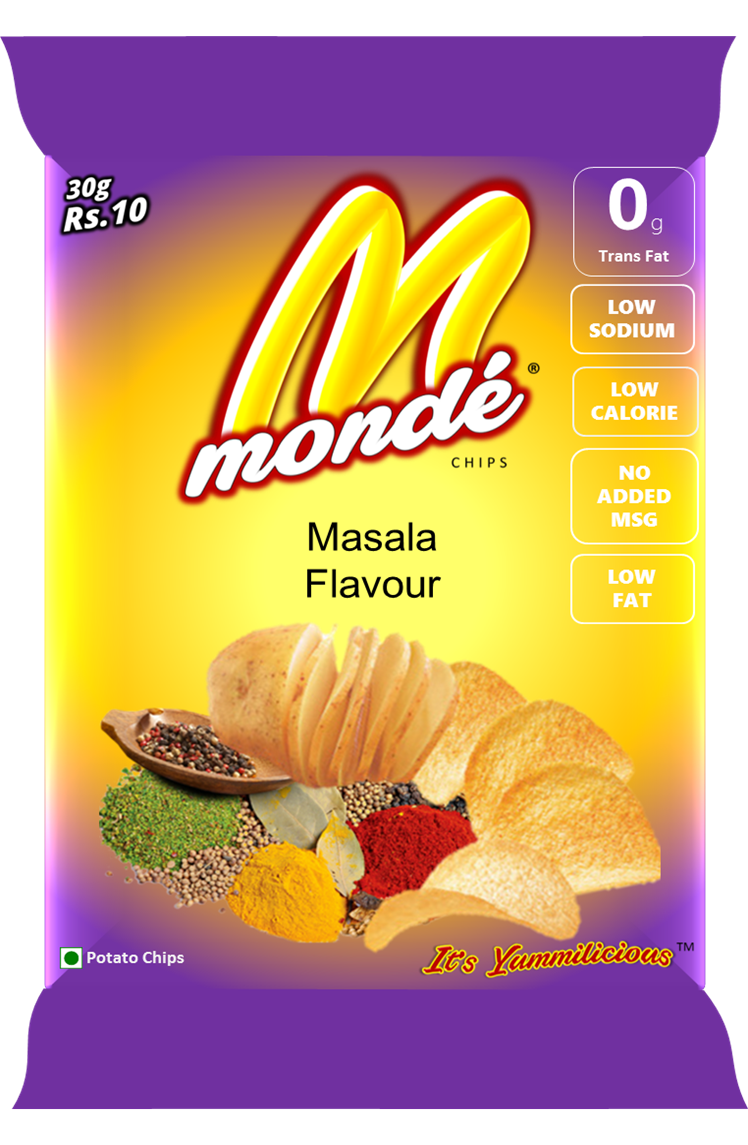 30g
Rs.10
0g
Trans Fat
LOW
SODIUM
LOW
CALORIE
NO
ADDED
MSG
LOW
FAT
M
mondé®
CHIPS
Masala
Flavour
Potato Chips
It's Yummilicious™